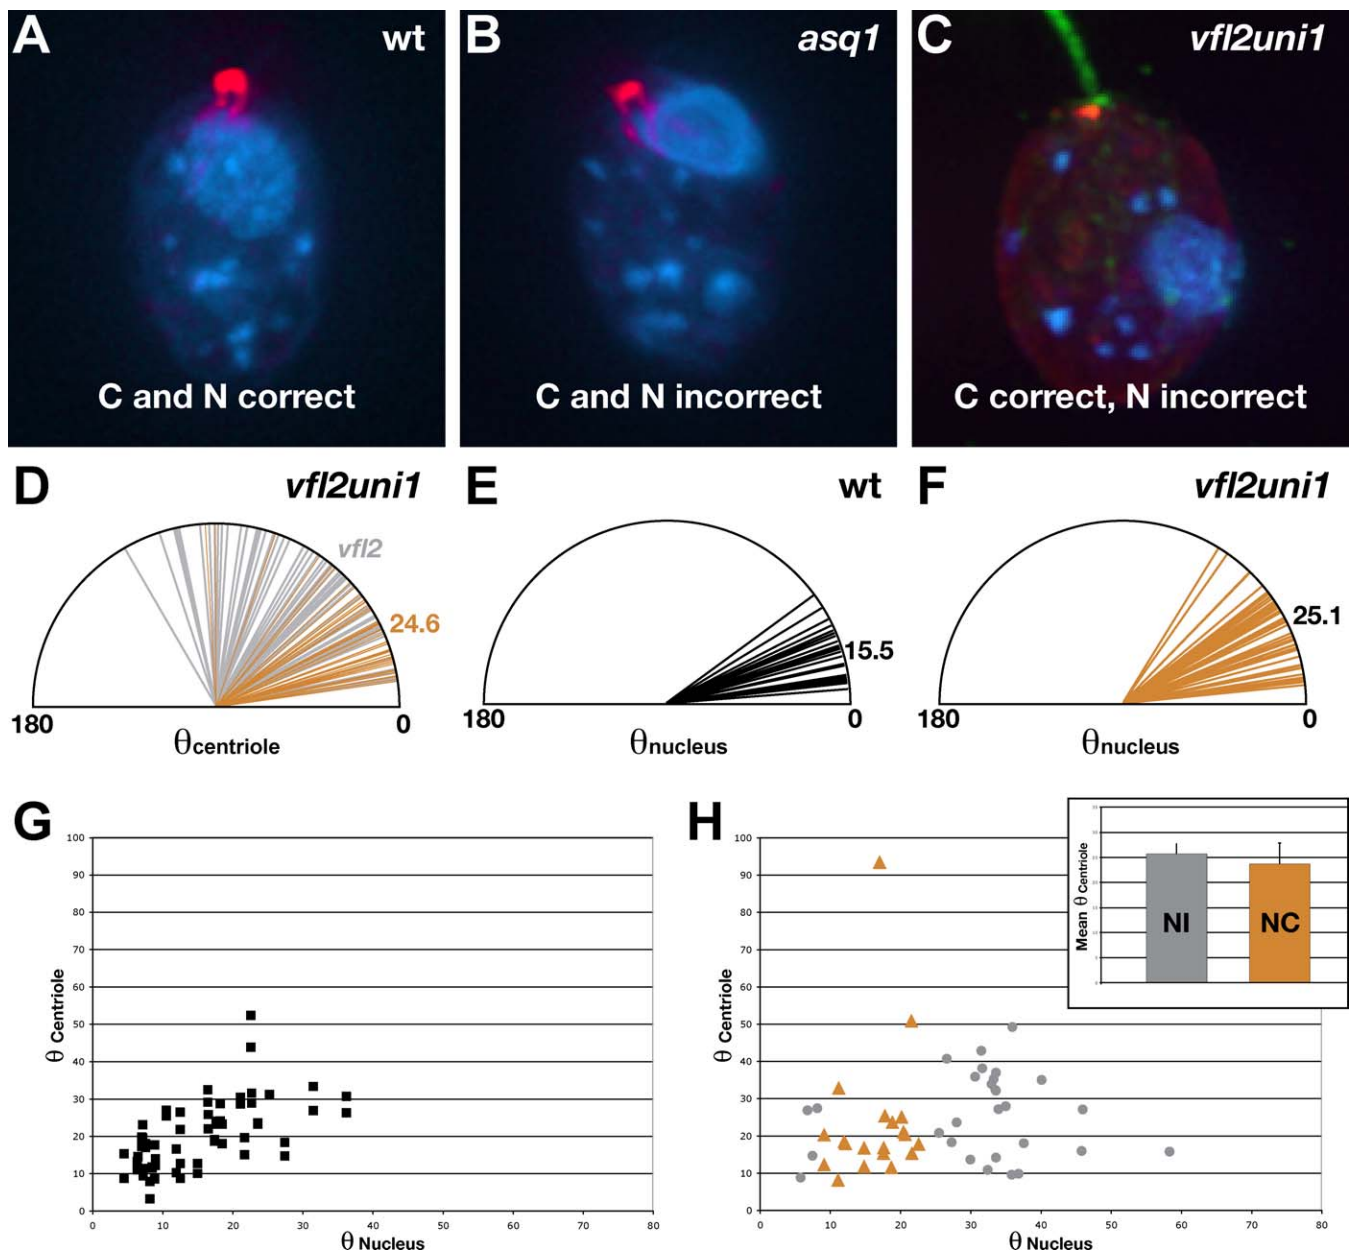 A wt
C and N correct
B asq1
C and N incorrect
C vfl2uni1
C correct, N incorrect
D vfl2uni1
vfl2
24.6
180 0
θcentriole
E wt
15.5
180 0
θnucleus
F vfl2uni1
25.1
180 0
θnucleus
G
θ Centriole
100
90
80
70
60
50
40
30
20
10
0
0 10 20 30 40 50 60 70 80
θ Nucleus
H
θ Centriole
100
90
80
70
60
50
40
30
20
10
0
0 10 20 30 40 50 60 70 80
θ Nucleus
Mean θ Centriole
NI NC